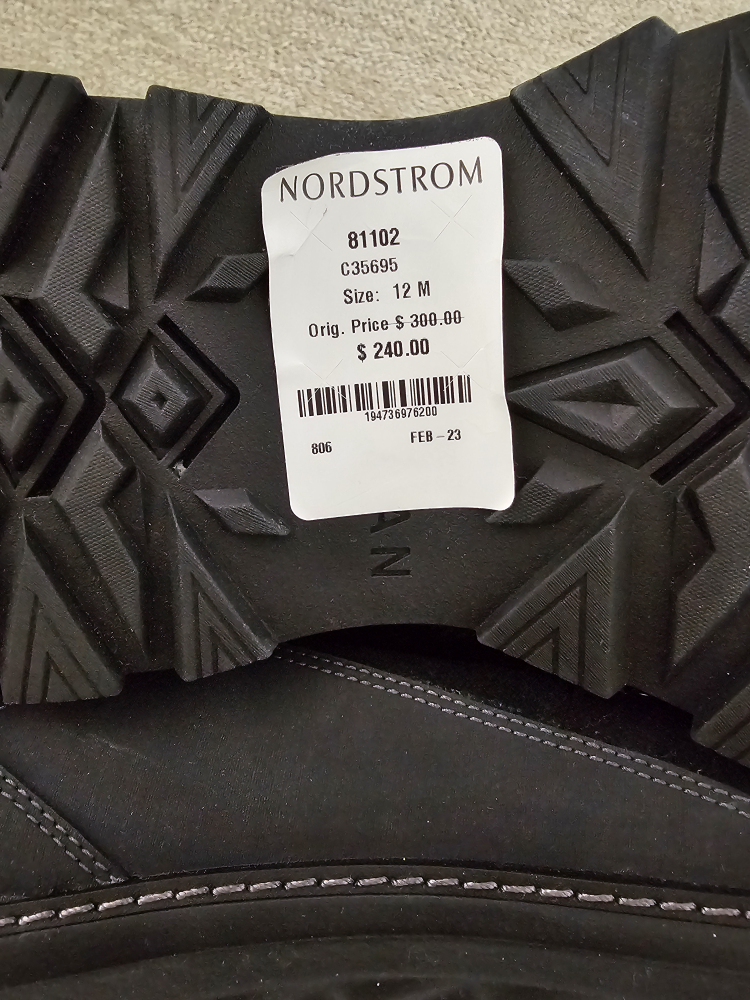 NORDSTROM
81102
C35695
Size: 12 M
Orig. Price $ 300.00
$ 240.00
194736976200
806 FEB-23